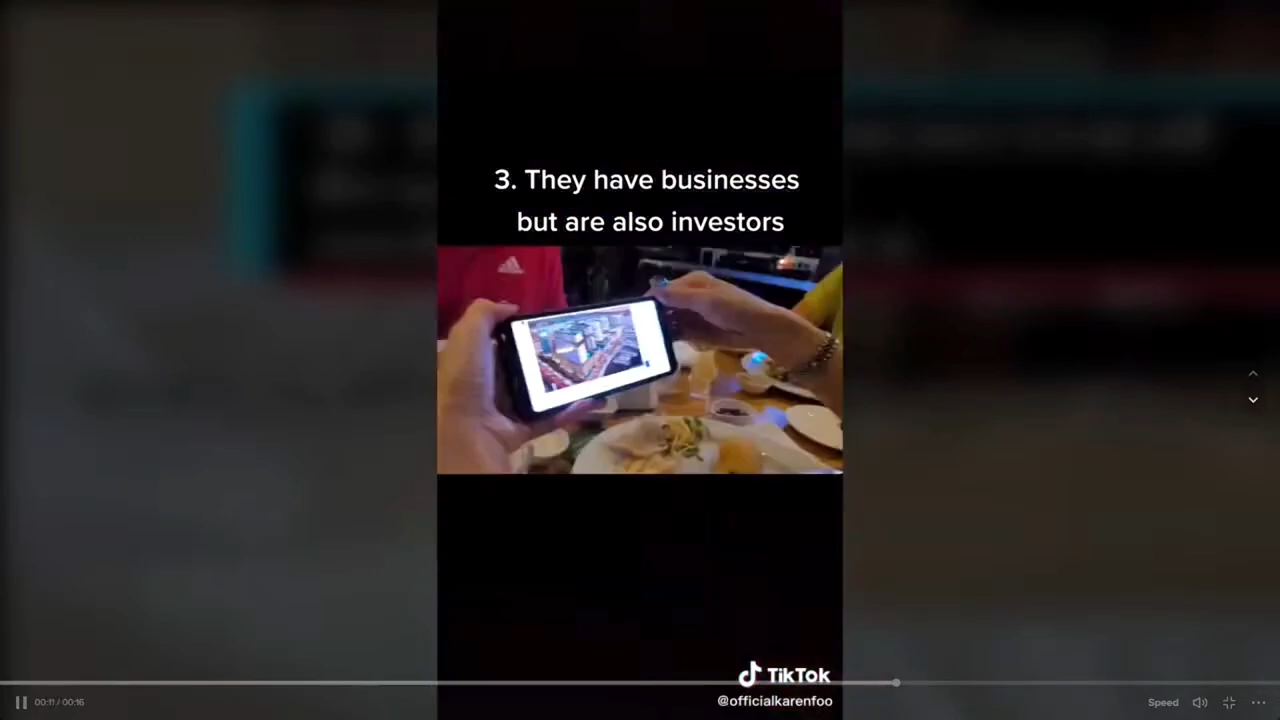 3. They have businesses
but are also investors
TikTok
@officialkarenfoo
00:11 / 00:16
Speed